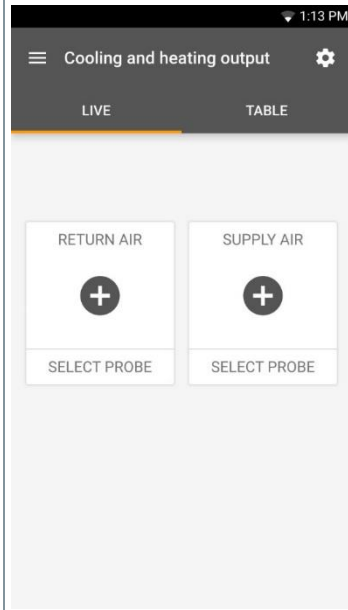 1:13 PM
Cooling and heating output
LIVE TABLE
RETURN AIR SUPPLY AIR
SELECT PROBE SELECT PROBE